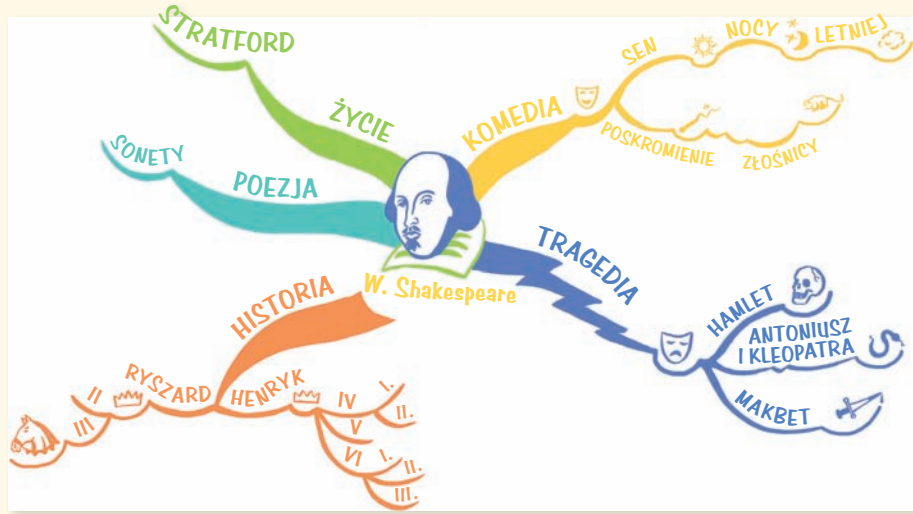 STRATFORD
ŻYCIE
SONETY
POEZJA
W. Shakespeare
KOMEDIA
SEN NOCY LETNIEJ
POSKROMIENIE ZŁOŚNICY
TRAGEDIA
HAMLET
ANTONIUSZ
I KLEOPATRA
MAKBET
HISTORIA
RYSZARD
II
III
HENRYK
IV
I.
II.
V
VI
I.
II.
III.